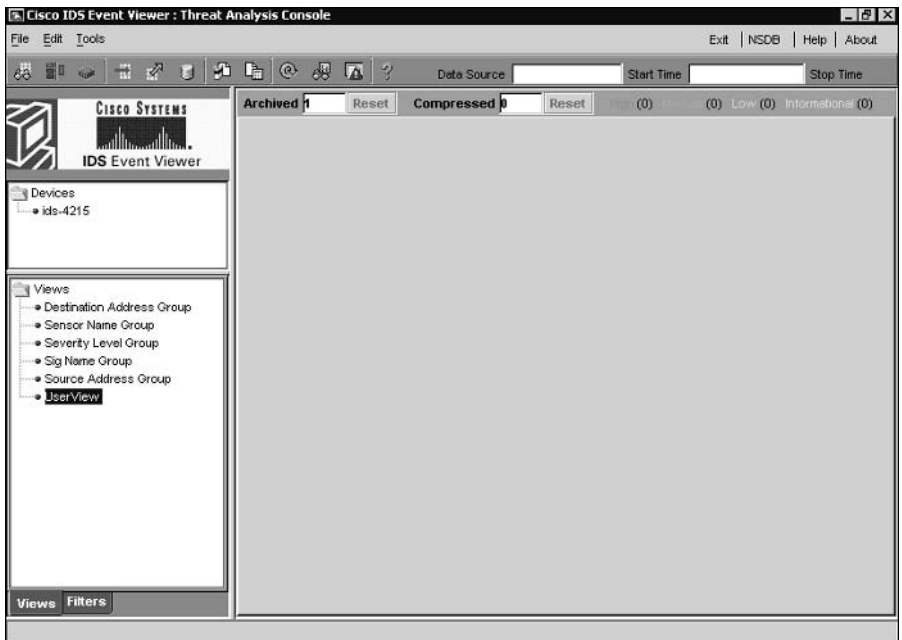 Cisco IDS Event Viewer : Threat Analysis Console
File Edit Tools
Exit NSDB Help About
Data Source Start Time Stop Time
CISCO SYSTEMS
IDS Event Viewer
Archived 1 Reset Compressed 0 Reset (0) (0) Low (0) Informational (0)
Devices
ids-4215
Views
Destination Address Group
Sensor Name Group
Severity Level Group
Sig Name Group
Source Address Group
UserView
Views Filters